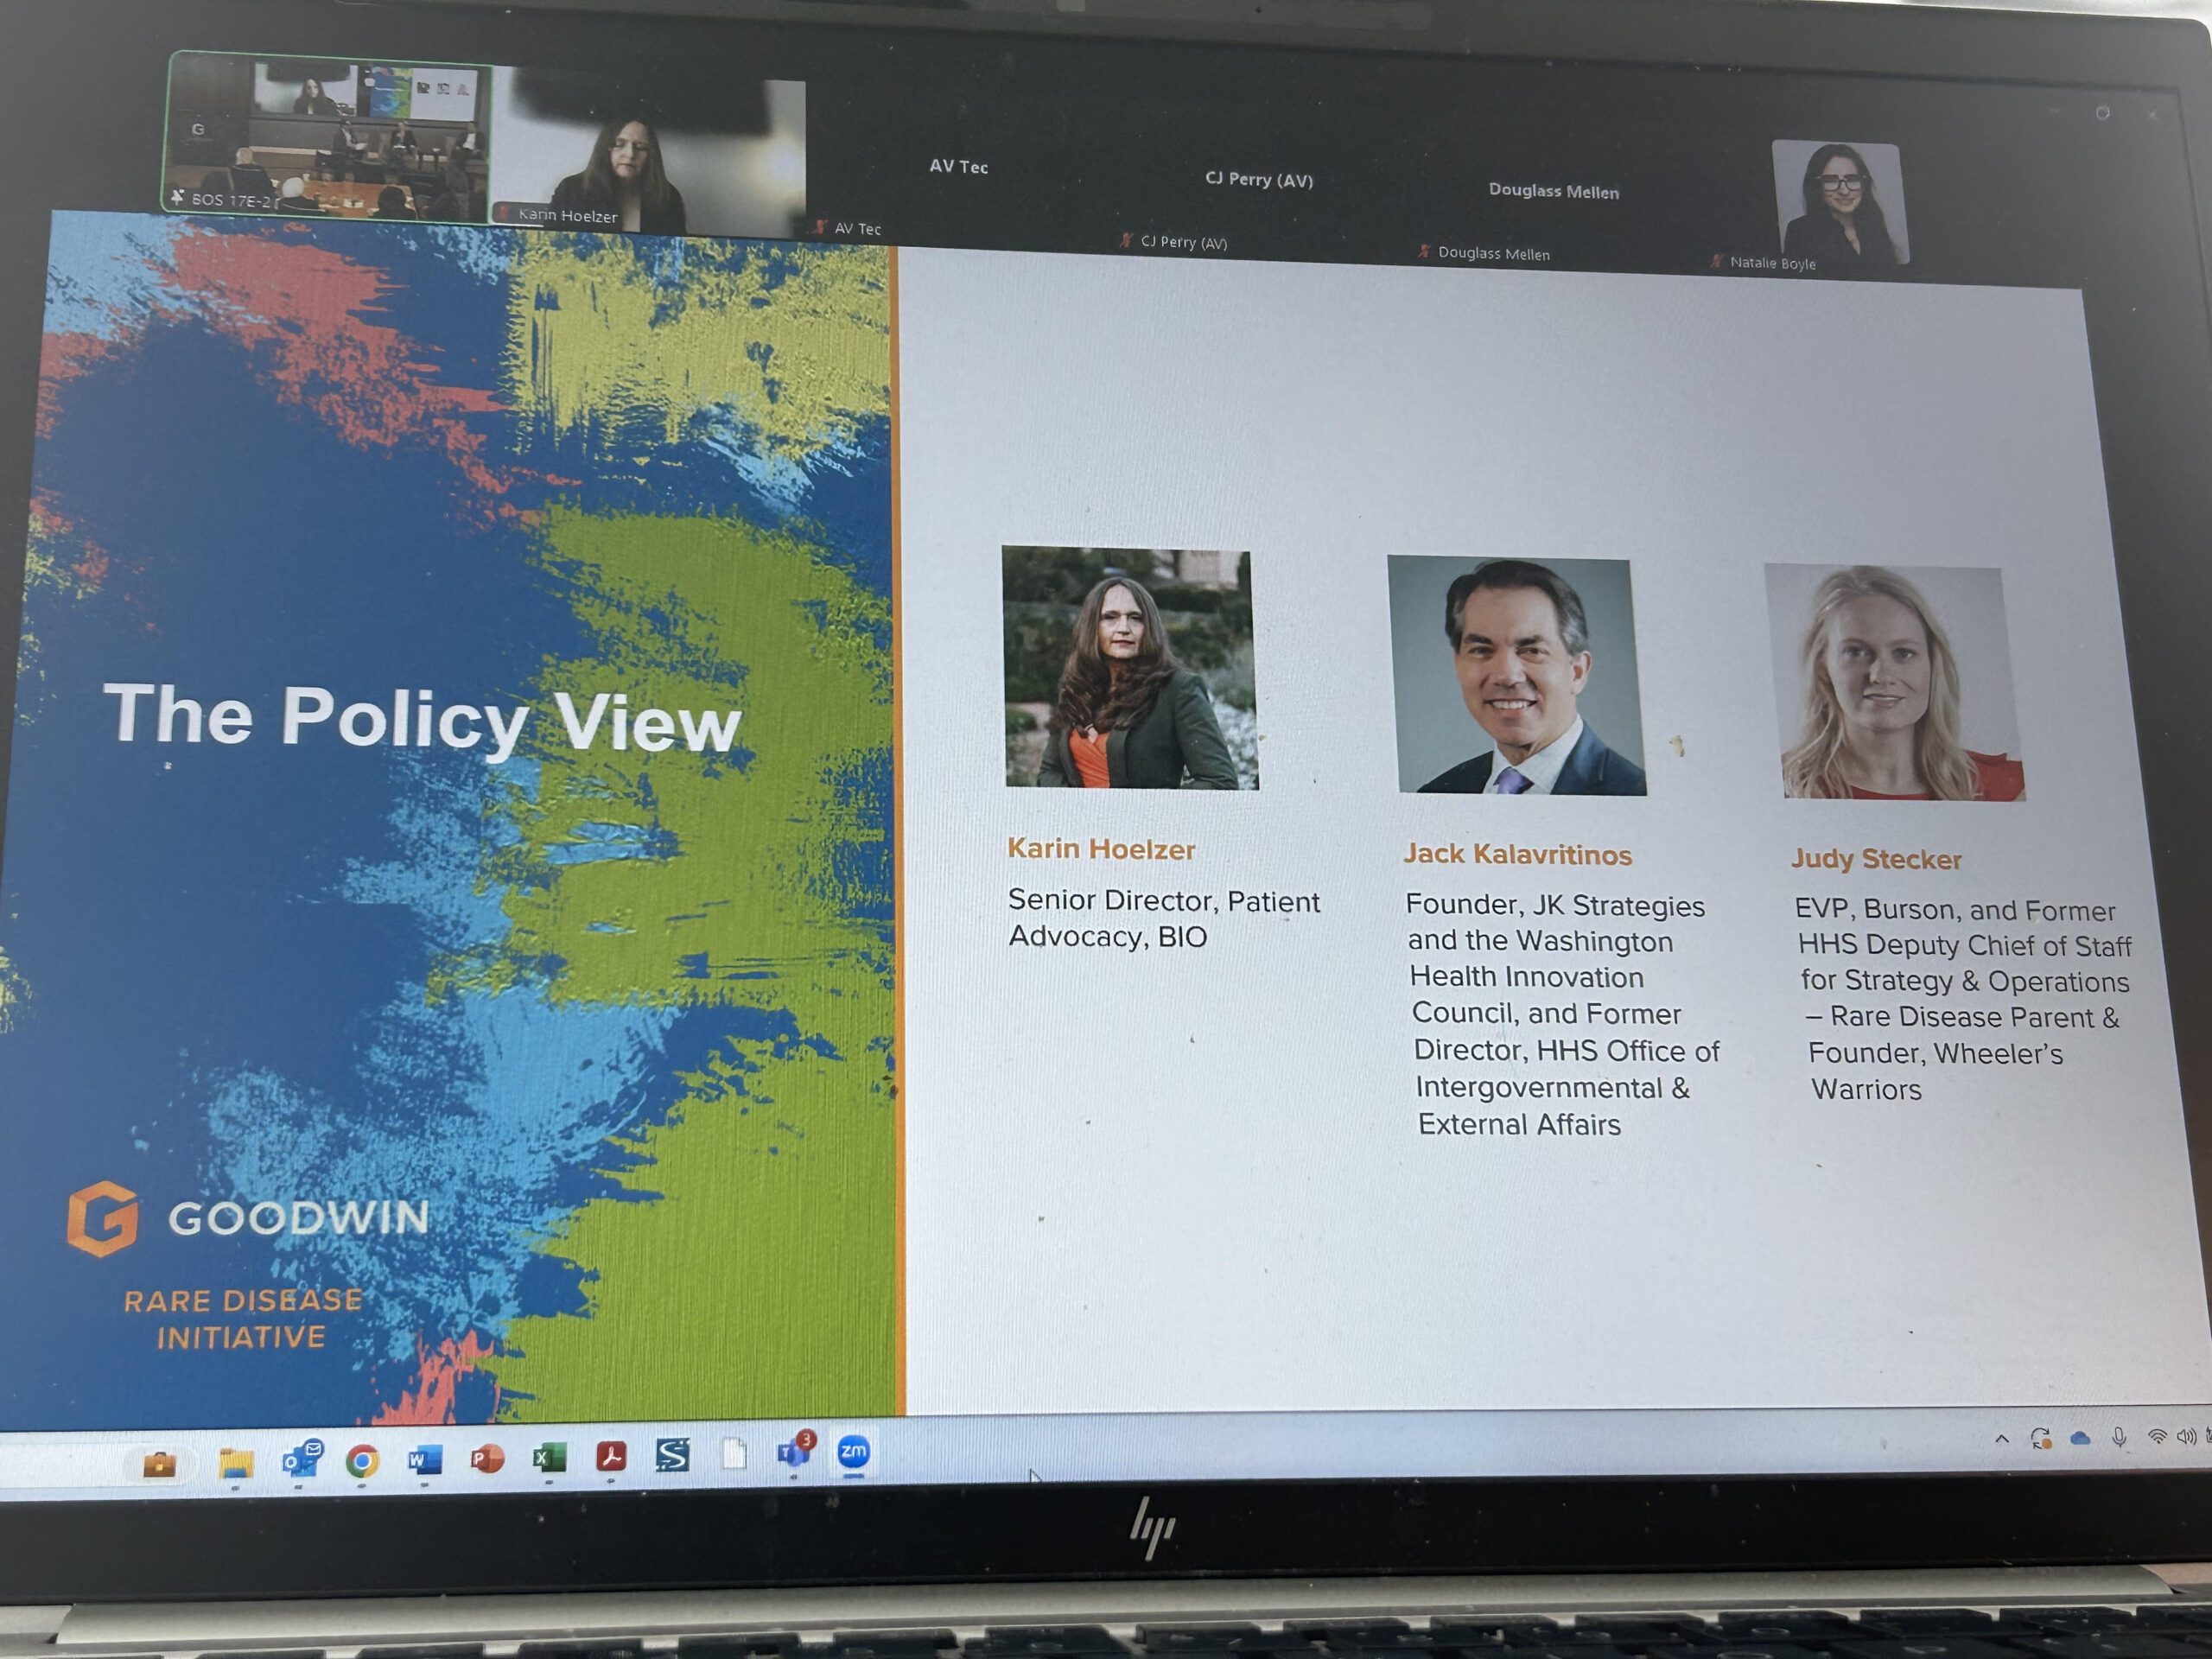 AV Tec
CJ Perry (AV)
Douglass Mellen
G
BOS 17E-2
Karin Hoelzer
AV Tec
CJ Perry (AV)
Douglass Mellen
Natalie Boyle
The Policy View
GOODWIN
RARE DISEASE
INITIATIVE
Karin Hoelzer
Senior Director, Patient
Advocacy, BIO
Jack Kalavritinos
Founder, JK Strategies
and the Washington
Health Innovation
Council, and Former
Director, HHS Office of
Intergovernmental &
External Affairs
Judy Stecker
EVP, Burson, and Former
HHS Deputy Chief of Staff
for Strategy & Operations
– Rare Disease Parent &
Founder, Wheeler's
Warriors
O
W
P
X
S
T
3
zm
hp